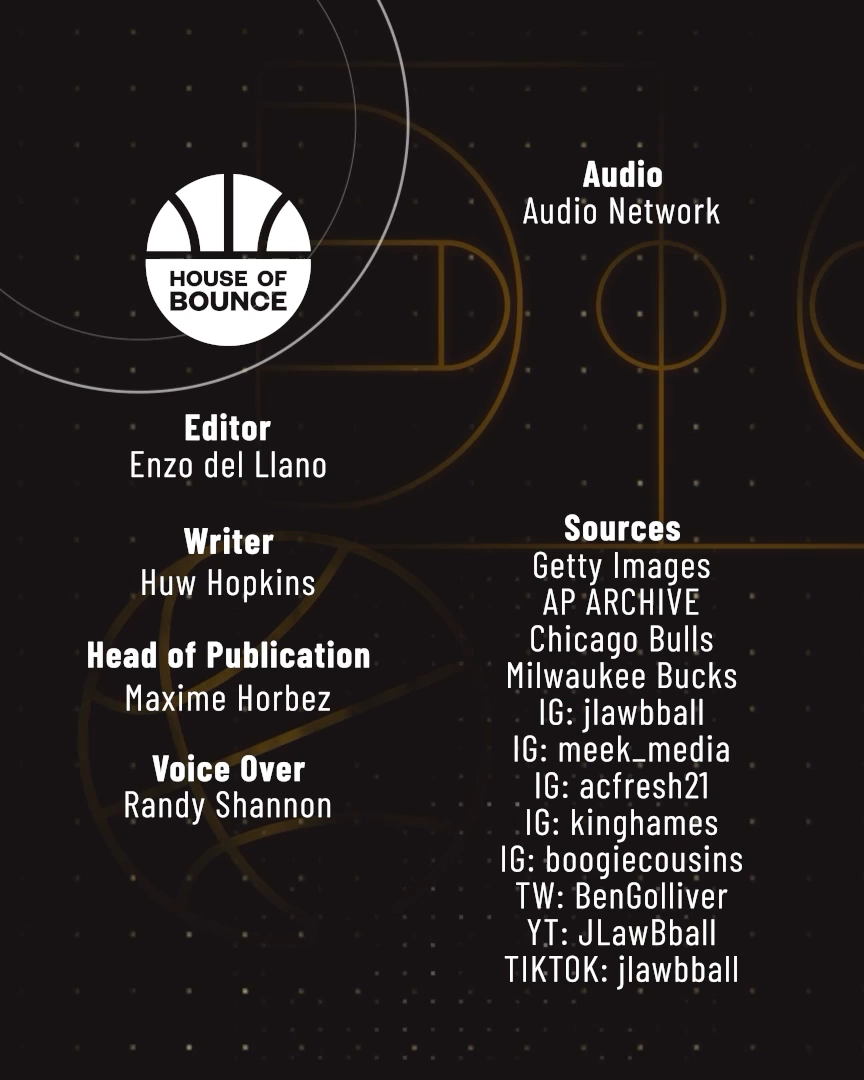 HOUSE OF
BOUNCE
Editor
Enzo del Llano
Writer
Huw Hopkins
Head of Publication
Maxime Horbez
Voice Over
Randy Shannon
Audio
Audio Network
Sources
Getty Images
AP ARCHIVE
Chicago Bulls
Milwaukee Bucks
IG: jlawbball
IG: meek_media
IG: acfresh21
IG: kinghames
IG: boogiecousins
TW: BenGolliver
YT: JLawBball
TIKTOK: jlawbball